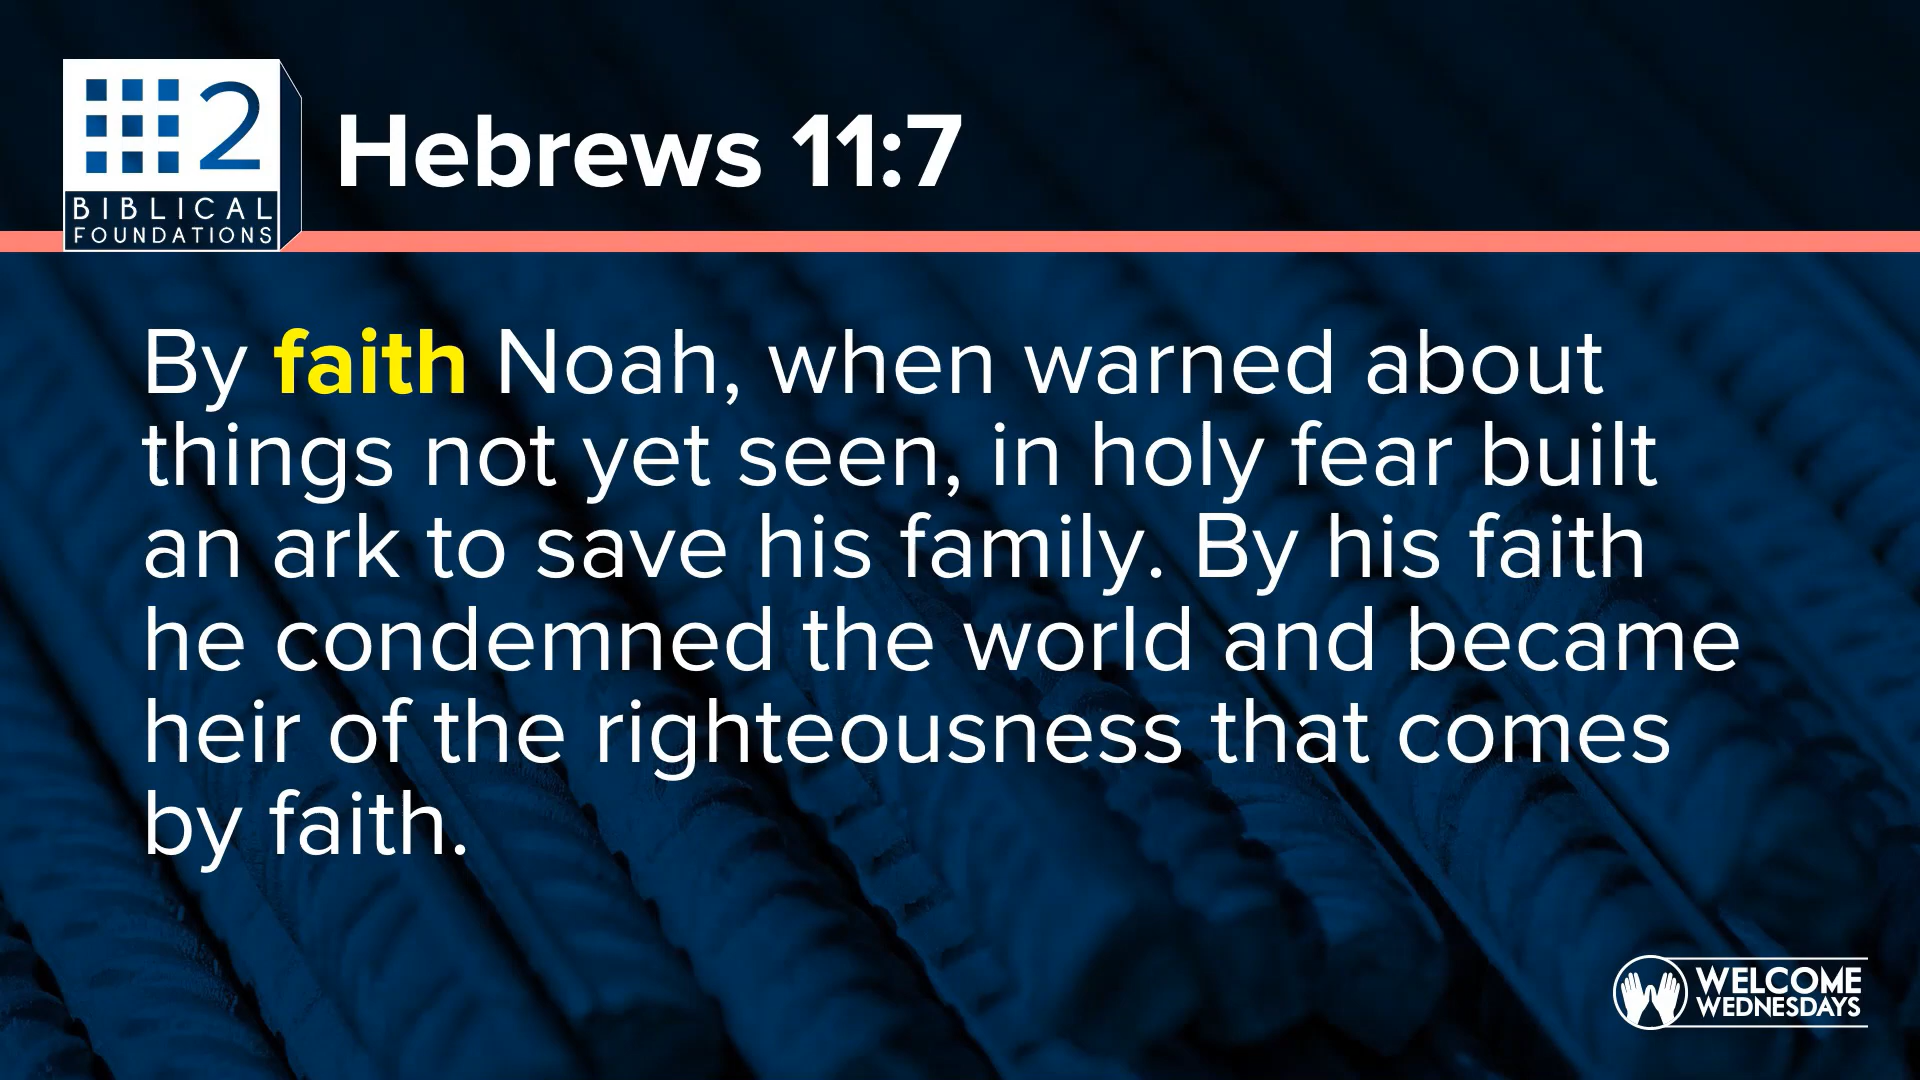 2
BIBLICAL
FOUNDATIONS
Hebrews 11:7
By faith Noah, when warned about
things not yet seen, in holy fear built
an ark to save his family. By his faith
he condemned the world and became
heir of the righteousness that comes
by faith.
WELCOME
WEDNESDAYS